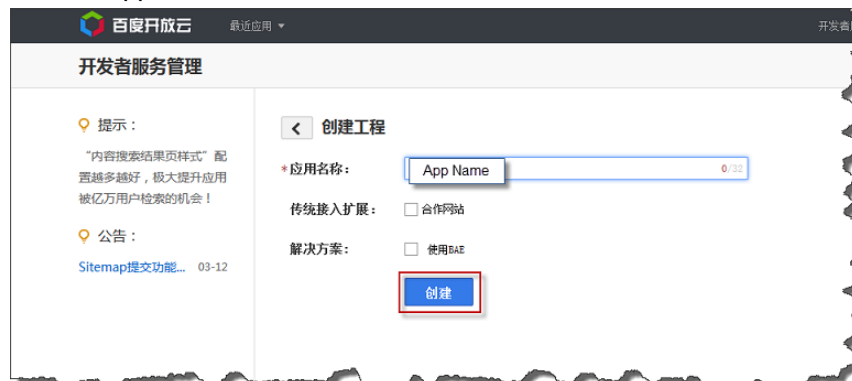 百度开放云
最近应用
开发者
开发者服务管理
提示：
“内容搜索结果页样式”配
置越多越好，极大提升应用
被亿万用户检索的机会！
公告：
Sitemap提交功能... 03-12
创建工程
*应用名称：
App Name
0/32
传统接入扩展：
合作网站
解决方案：
使用BAE
创建